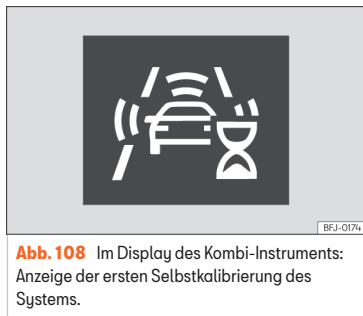 BFJ-0174
Abb. 108 Im Display des Kombi-Instruments:
Anzeige der ersten Selbstkalibrierung des
Systems.